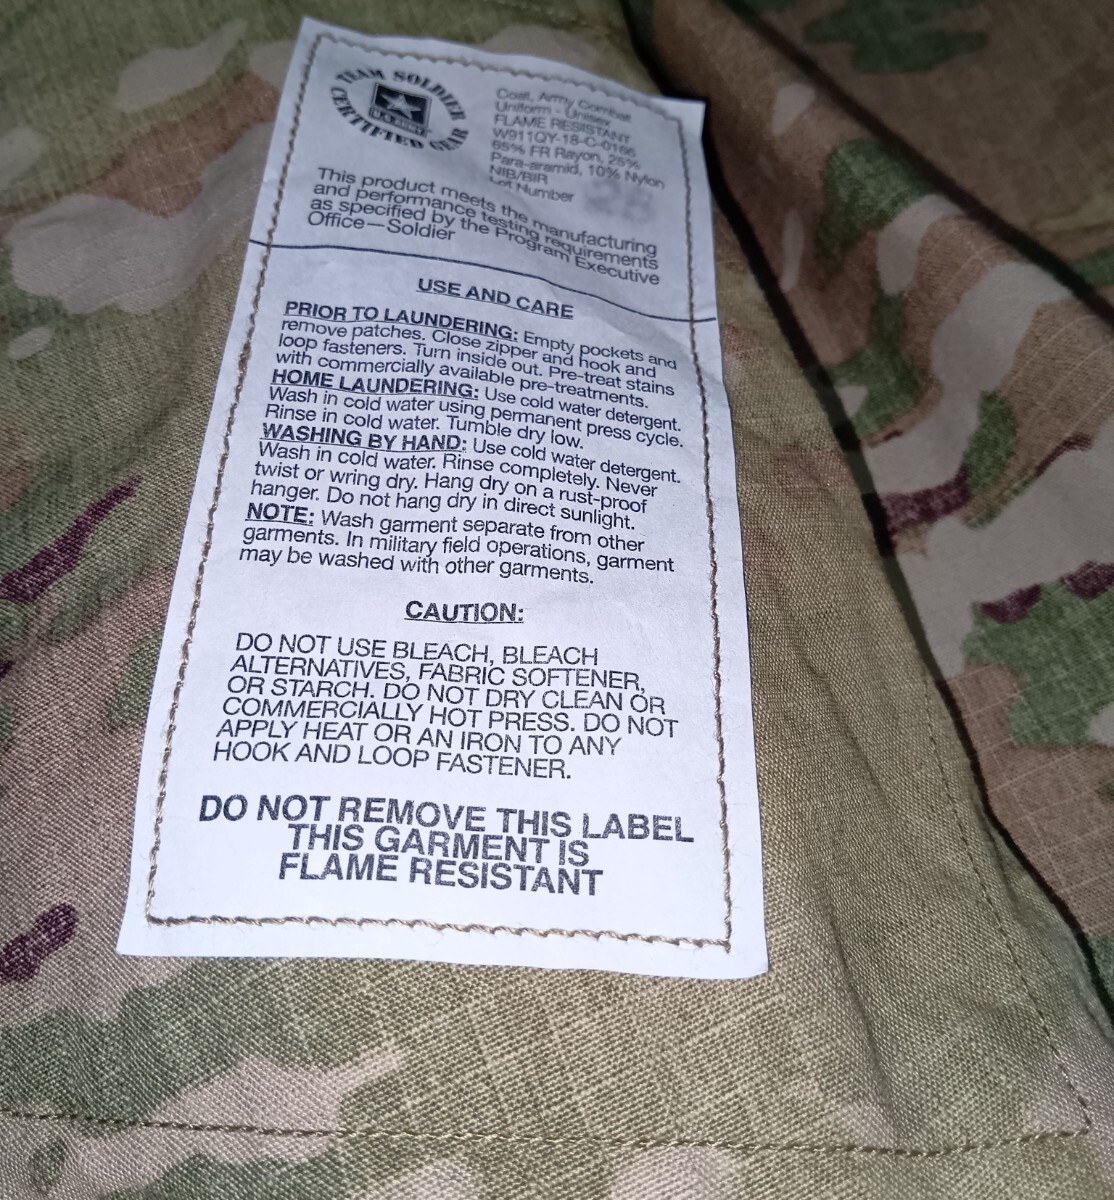 TEAM SOLDIER
U.S. ARMY
CERTIFIED GEAR
Coat, Army Combat
Uniform - Unisex
FLAME RESISTANT
W911QY-18-C-0166
65% FR Rayon, 25%
Para-aramid, 10% Nylon
NIB/BIR
Lot Number
This product meets the manufacturing
and performance testing requirements
as specified by the Program Executive
Office—Soldier
USE AND CARE
PRIOR TO LAUNDERING: Empty pockets and
remove patches. Close zipper and hook and
loop fasteners. Turn inside out. Pre-treat stains
with commercially available pre-treatments.
HOME LAUNDERING: Use cold water detergent.
Wash in cold water using permanent press cycle.
Rinse in cold water. Tumble dry low.
WASHING BY HAND: Use cold water detergent.
Wash in cold water. Rinse completely. Never
twist or wring dry. Hang dry on a rust-proof
hanger. Do not hang dry in direct sunlight.
NOTE: Wash garment separate from other
garments. In military field operations, garment
may be washed with other garments.
CAUTION:
DO NOT USE BLEACH, BLEACH
ALTERNATIVES, FABRIC SOFTENER,
OR STARCH. DO NOT DRY CLEAN OR
COMMERCIALLY HOT PRESS. DO NOT
APPLY HEAT OR AN IRON TO ANY
HOOK AND LOOP FASTENER.
DO NOT REMOVE THIS LABEL
THIS GARMENT IS
FLAME RESISTANT